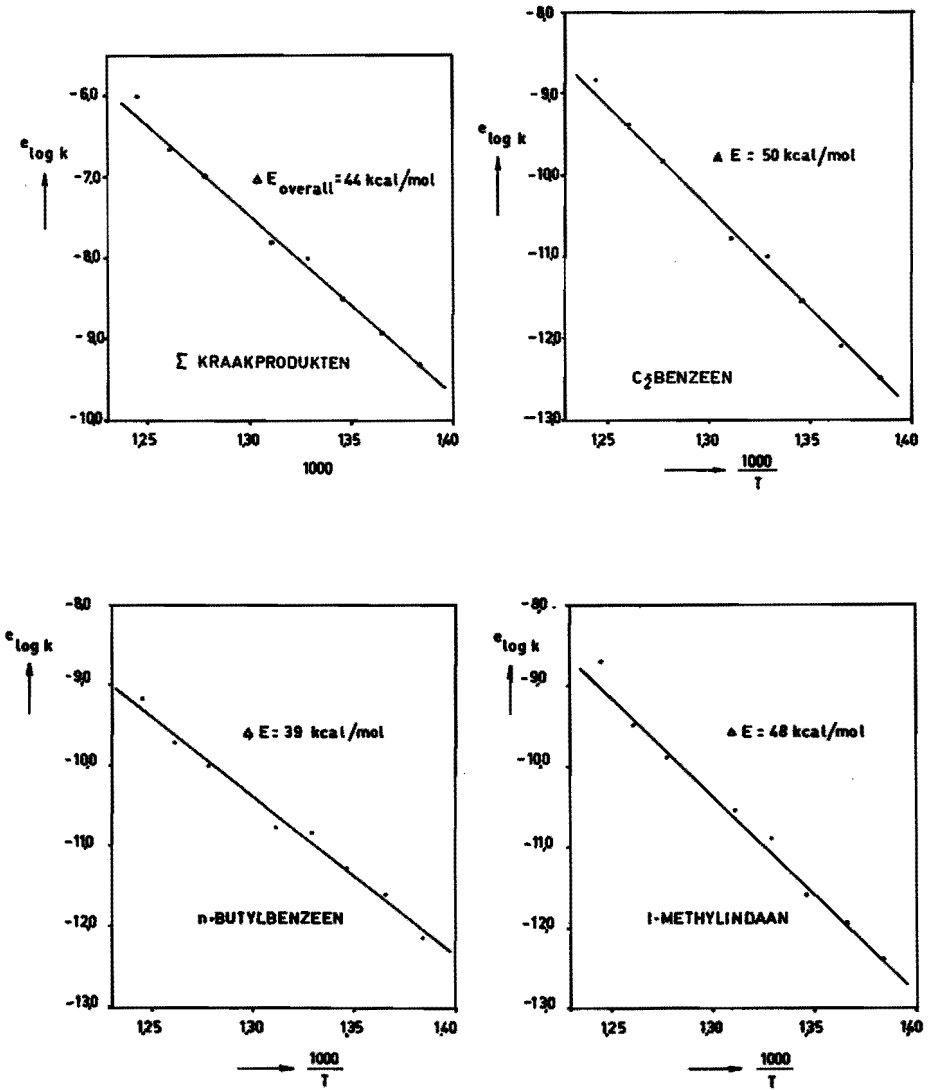 -6,0
e log k
-7,0
Δ E overall = 44 kcal/mol
-8,0
-9,0
Σ KRAAKPRODUKTEN
-10,0
1,25 1,30 1,35 1,40
1000
-8,0
-9,0
e log k
Δ E = 50 kcal/mol
-10,0
-11,0
-12,0
C2-BENZEEN
-13,0
1,25 1,30 1,35 1,40
1000
T
-8,0
e log k
-9,0
Δ E = 39 kcal/mol
-10,0
-11,0
n-BUTYLBENZEEN
-12,0
-13,0
1,25 1,30 1,35 1,40
1000
T
-8,0
e log k
-9,0
Δ E = 48 kcal/mol
-10,0
-11,0
1-METHYLINDAAN
-12,0
-13,0
1,25 1,30 1,35 1,40
1000
T